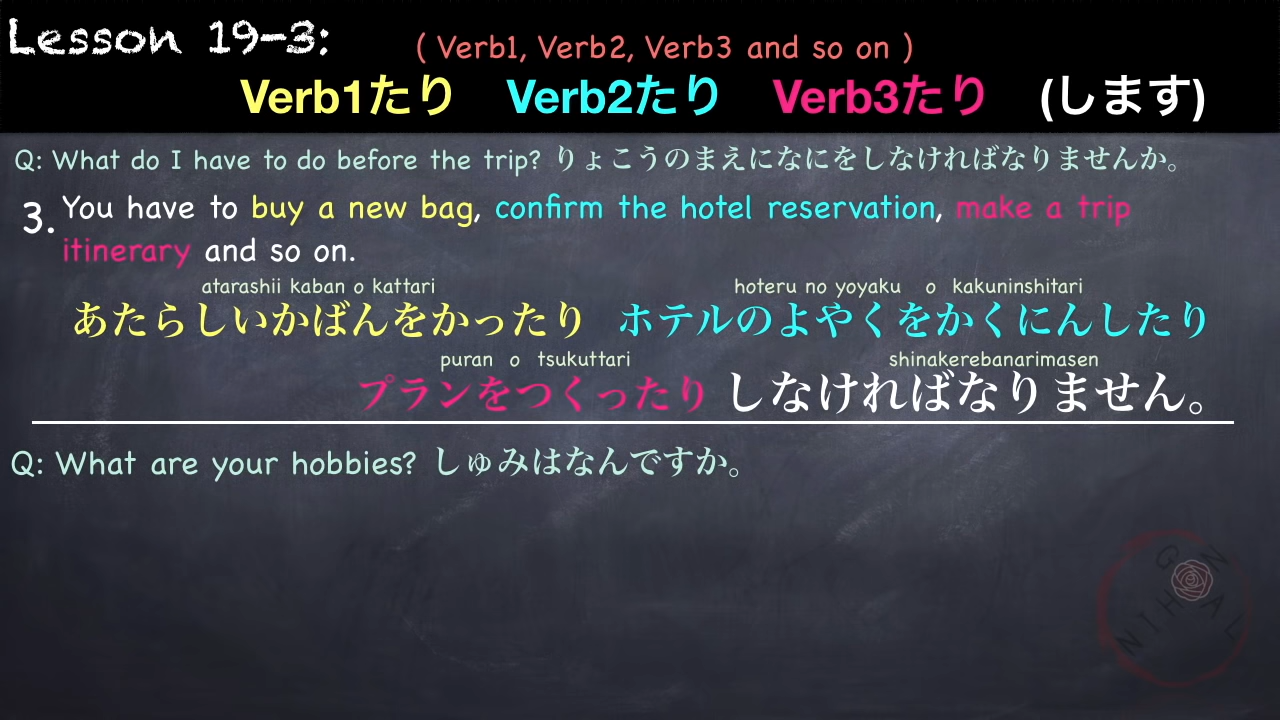 Lesson 19-3:
( Verb1, Verb2, Verb3 and so on )
Verb1たり Verb2たり Verb3たり (します)
Q: What do I have to do before the trip? りょこうのまえになにをしなければなりませんか。
3. You have to buy a new bag, confirm the hotel reservation, make a trip
itinerary and so on.
atarashii kaban o kattari hoteru no yoyaku o kakuninshitari
あたらしいかばんをかったり ホテルのよやくをかくにんしたり
puran o tsukuttari shinakerebanarimasen
プランをつくったり しなければなりません。
Q: What are your hobbies? しゅみはなんですか。
NIHONGOAL